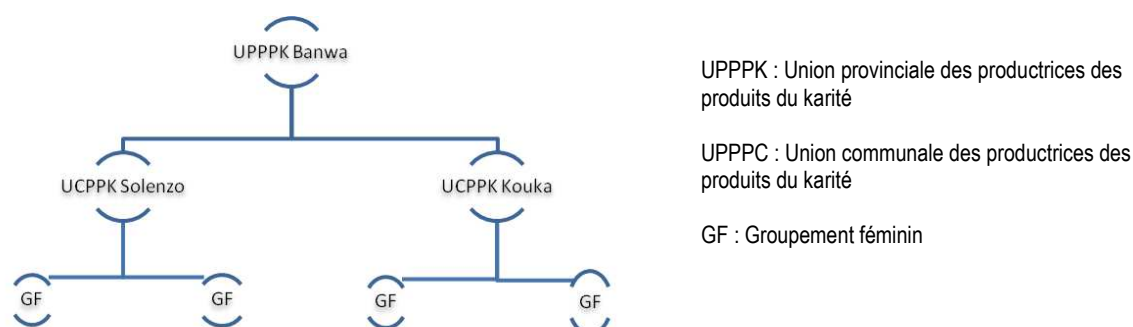 UPPPK Banwa
UCPPK Solenzo
UCPPK Kouka
GF
GF
GF
GF
UPPPK : Union provinciale des productrices des
produits du karité
UPPPC : Union communale des productrices des
produits du karité
GF : Groupement féminin